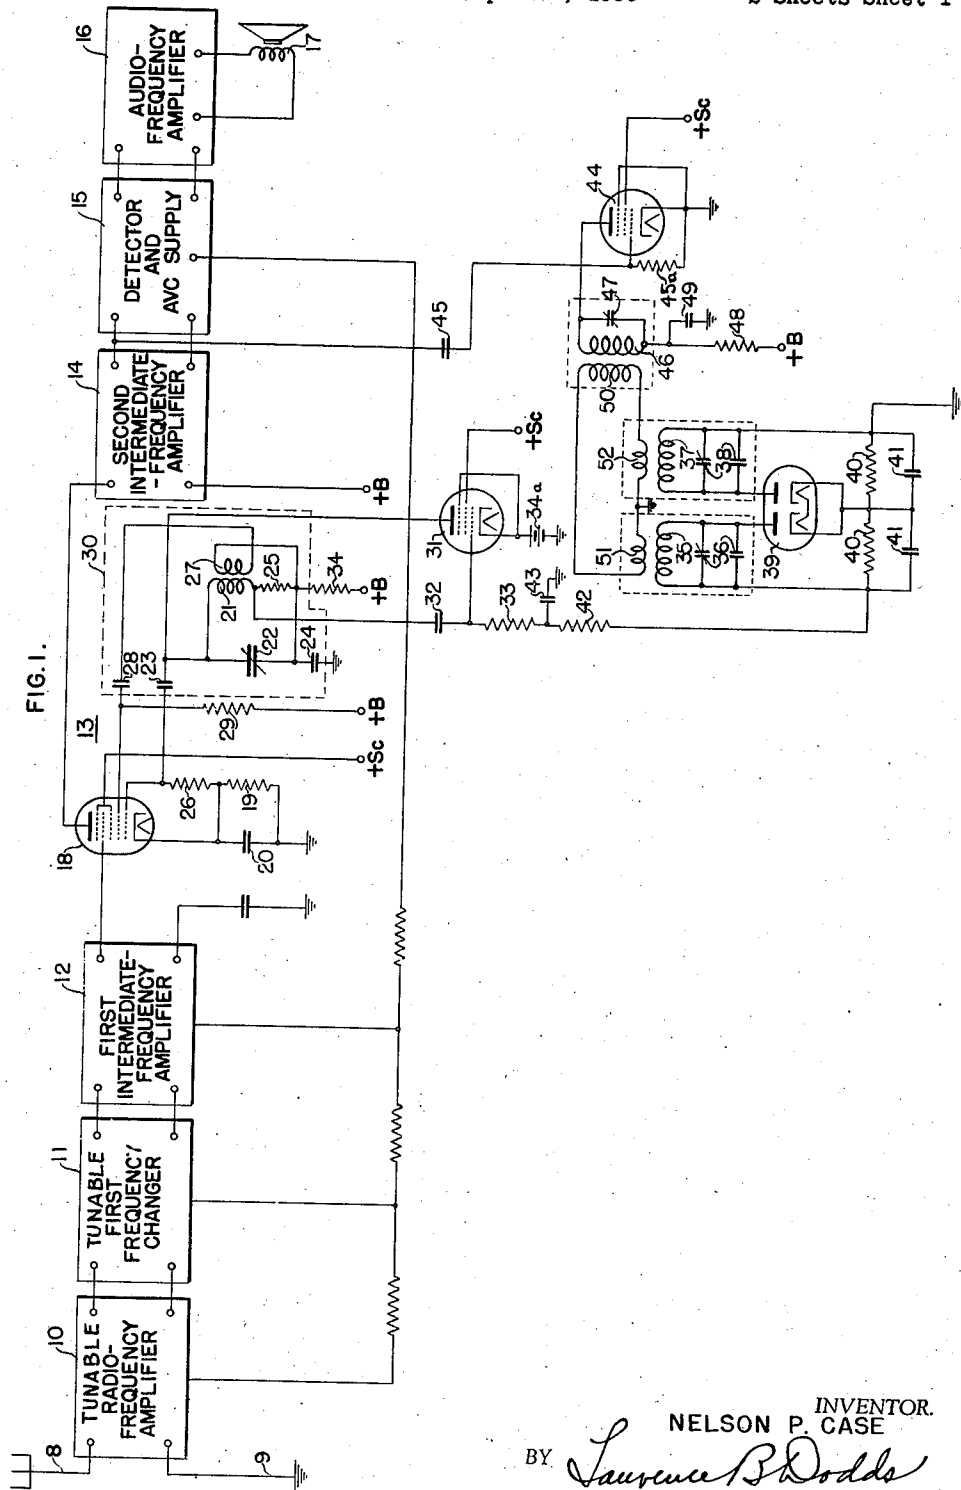 2 Sheets Sheet 1
FIG. 1.
8
9
10
TUNABLE
RADIO-
FREQUENCY
AMPLIFIER
11
TUNABLE
FIRST
FREQUENCY
CHANGER
12
FIRST
INTERMEDIATE-
FREQUENCY
AMPLIFIER
13
18
19
20
26
28
23
29
+Sc
+B
30
27
21
25
22
24
34
+B
14
SECOND
INTERMEDIATE
-FREQUENCY
AMPLIFIER
+B
15
DETECTOR
AND
AVC SUPPLY
16
AUDIO-
FREQUENCY
AMPLIFIER
17
31
+Sc
34a
32
33
43
42
45
44
+Sc
45a
47
49
46
48
+B
50
52
51
37
38
35
36
39
40
40
41
41
INVENTOR.
NELSON P. CASE
BY Laurence B Dodds